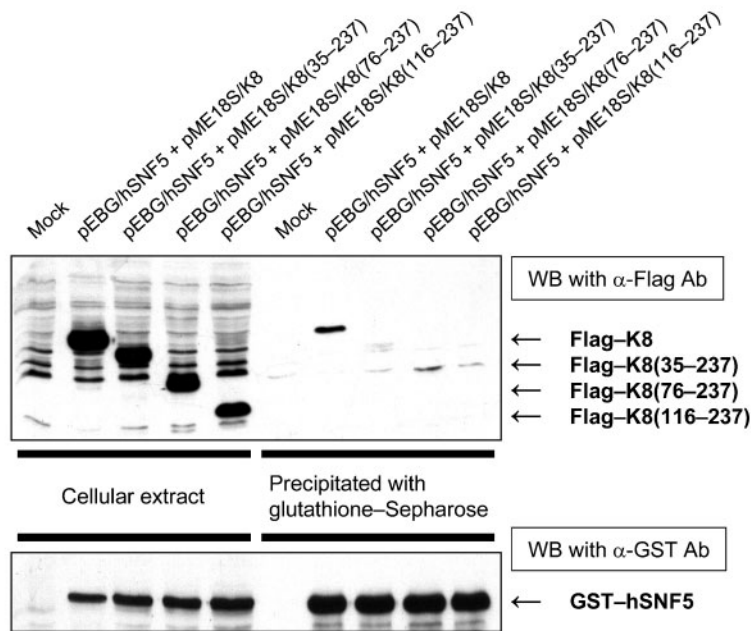 Mock
pEBG/hSNF5 + pME18S/K8
pEBG/hSNF5 + pME18S/K8(35–237)
pEBG/hSNF5 + pME18S/K8(76–237)
pEBG/hSNF5 + pME18S/K8(116–237)
Mock
pEBG/hSNF5 + pME18S/K8
pEBG/hSNF5 + pME18S/K8(35–237)
pEBG/hSNF5 + pME18S/K8(76–237)
pEBG/hSNF5 + pME18S/K8(116–237)
WB with α-Flag Ab
← Flag–K8
← Flag–K8(35–237)
← Flag–K8(76–237)
← Flag–K8(116–237)
Cellular extract
Precipitated with
glutathione–Sepharose
WB with α-GST Ab
← GST–hSNF5